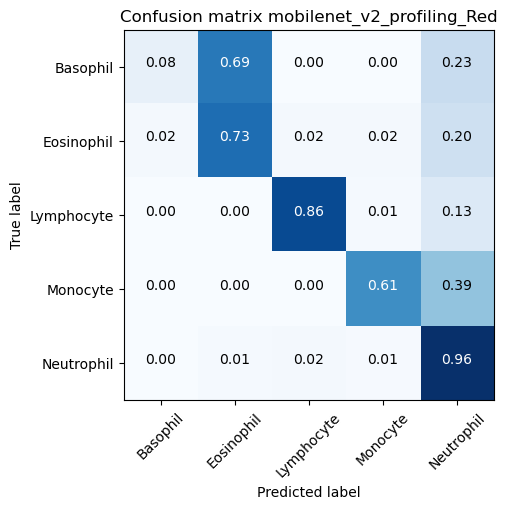 Confusion matrix mobilenet_v2_profiling_Red
True label
Basophil 0.08 0.69 0.00 0.00 0.23
Eosinophil 0.02 0.73 0.02 0.02 0.20
Lymphocyte 0.00 0.00 0.86 0.01 0.13
Monocyte 0.00 0.00 0.00 0.61 0.39
Neutrophil 0.00 0.01 0.02 0.01 0.96
Basophil Eosinophil Lymphocyte Monocyte Neutrophil
Predicted label